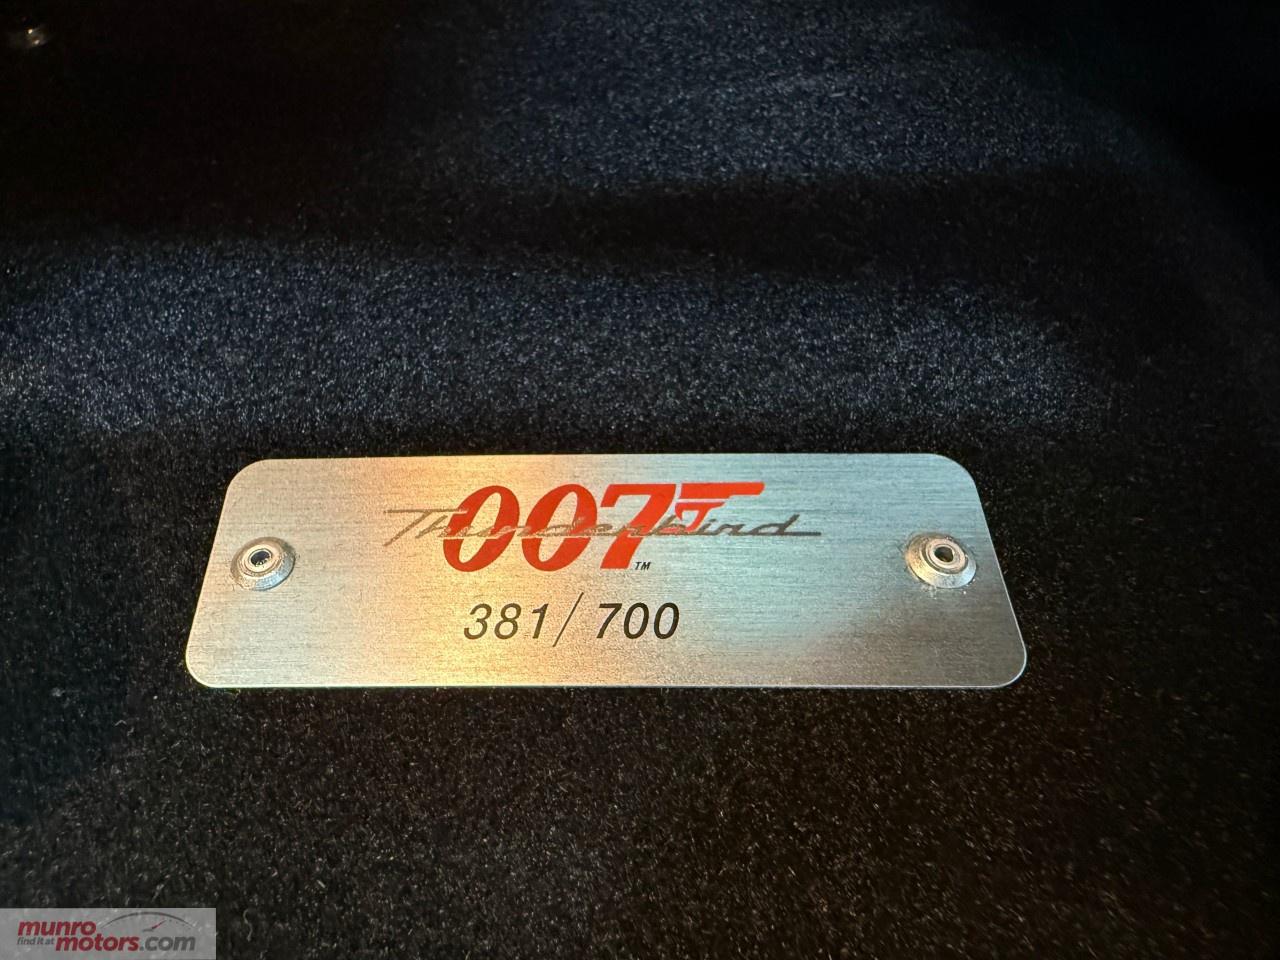 007 Thunderbird TM
381/700
munro
find it at motors.com